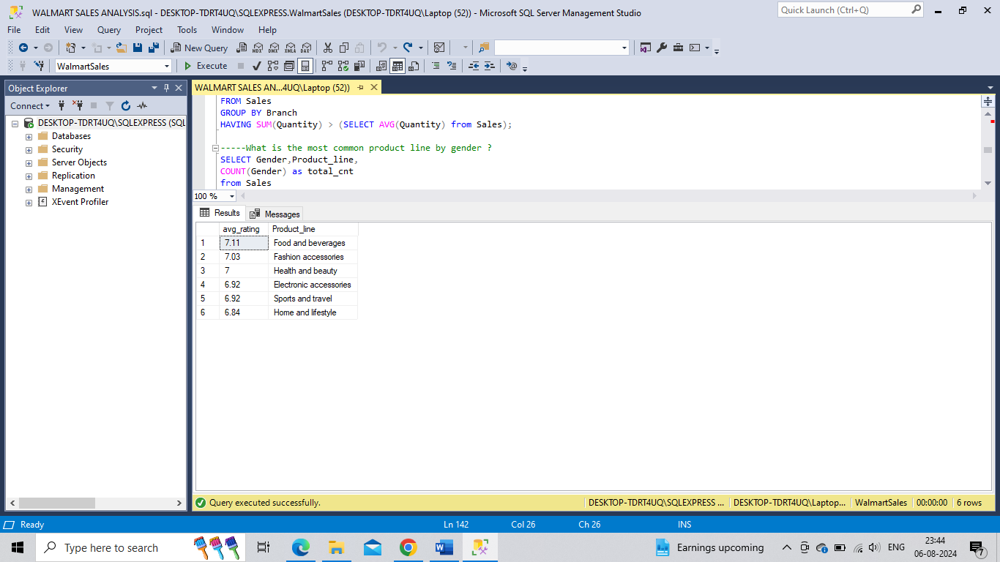 WALMART SALES ANALYSIS.sql - DESKTOP-TDRT4UQ\SQLEXPRESS.WalmartSales (DESKTOP-TDRT4UQ\Laptop (52)) - Microsoft SQL Server Management Studio
Quick Launch (Ctrl+Q)
File Edit View Query Project Tools Window Help
New Query MDX DMX XMLA DAX
WalmartSales Execute
Object Explorer
Connect
DESKTOP-TDRT4UQ\SQLEXPRESS (SQL
Databases
Security
Server Objects
Replication
Management
XEvent Profiler
WALMART SALES AN...4UQ\Laptop (52))
FROM Sales
GROUP BY Branch
HAVING SUM(Quantity) > (SELECT AVG(Quantity) from Sales);
-----What is the most common product line by gender ?
SELECT Gender,Product_line,
COUNT(Gender) as total_cnt
from Sales
100 %
Results Messages
avg_rating Product_line
1 7.11 Food and beverages
2 7.03 Fashion accessories
3 7 Health and beauty
4 6.92 Electronic accessories
5 6.92 Sports and travel
6 6.84 Home and lifestyle
Query executed successfully. DESKTOP-TDRT4UQ\SQLEXPRESS ... DESKTOP-TDRT4UQ\Laptop... WalmartSales 00:00:00 6 rows
Ready Ln 142 Col 26 Ch 26 INS
Type here to search
Earnings upcoming
ENG
23:44
06-08-2024
7